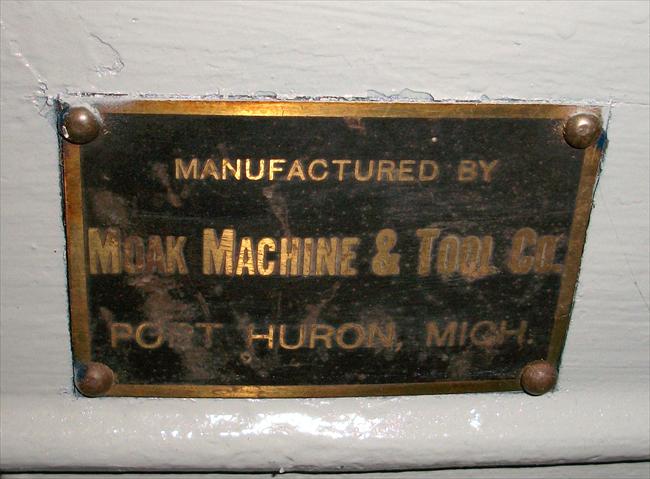 MANUFACTURED BY
MOAK MACHINE & TOOL CO.
PORT HURON, MICH.